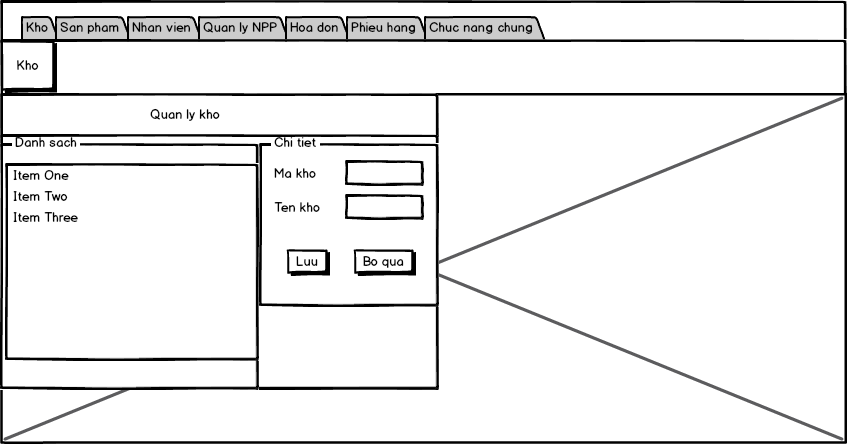 Kho San pham Nhan vien Quan ly NPP Hoa don Phieu hang Chuc nang chung
Kho
Quan ly kho
Danh sach
Item One
Item Two
Item Three
Chi tiet
Ma kho
Ten kho
Luu Bo qua